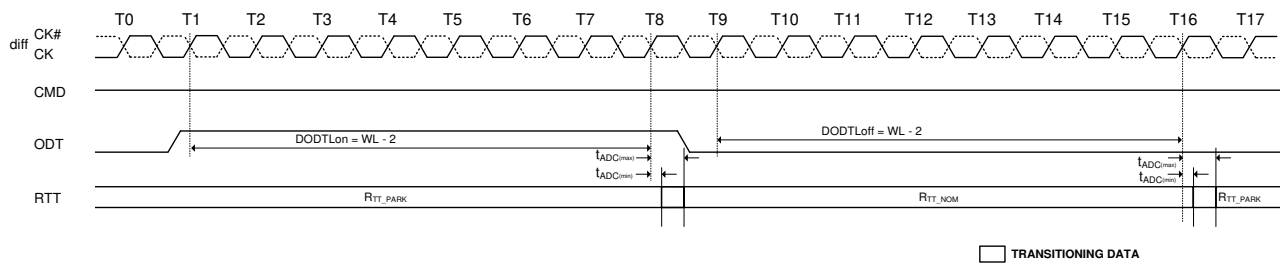 T0 T1 T2 T3 T4 T5 T6 T7 T8 T9 T10 T11 T12 T13 T14 T15 T16 T17
diff CK#
CK
CMD
ODT DODTLon = WL - 2 DODTLoff = WL - 2
tADC(max) tADC(max)
tADC(min) tADC(min)
RTT RTT_PARK RTT_NOM RTT_PARK
TRANSITIONING DATA